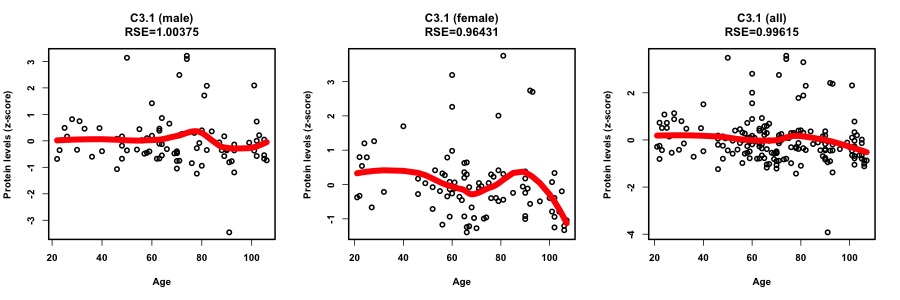 C3.1 (male)
RSE=1.00375
Protein levels (z-score)
3
2
1
0
-1
-2
-3
20 40 60 80 100
Age
C3.1 (female)
RSE=0.96431
Protein levels (z-score)
3
2
1
0
-1
20 40 60 80 100
Age
C3.1 (all)
RSE=0.99615
Protein levels (z-score)
2
0
-2
-4
20 40 60 80 100
Age